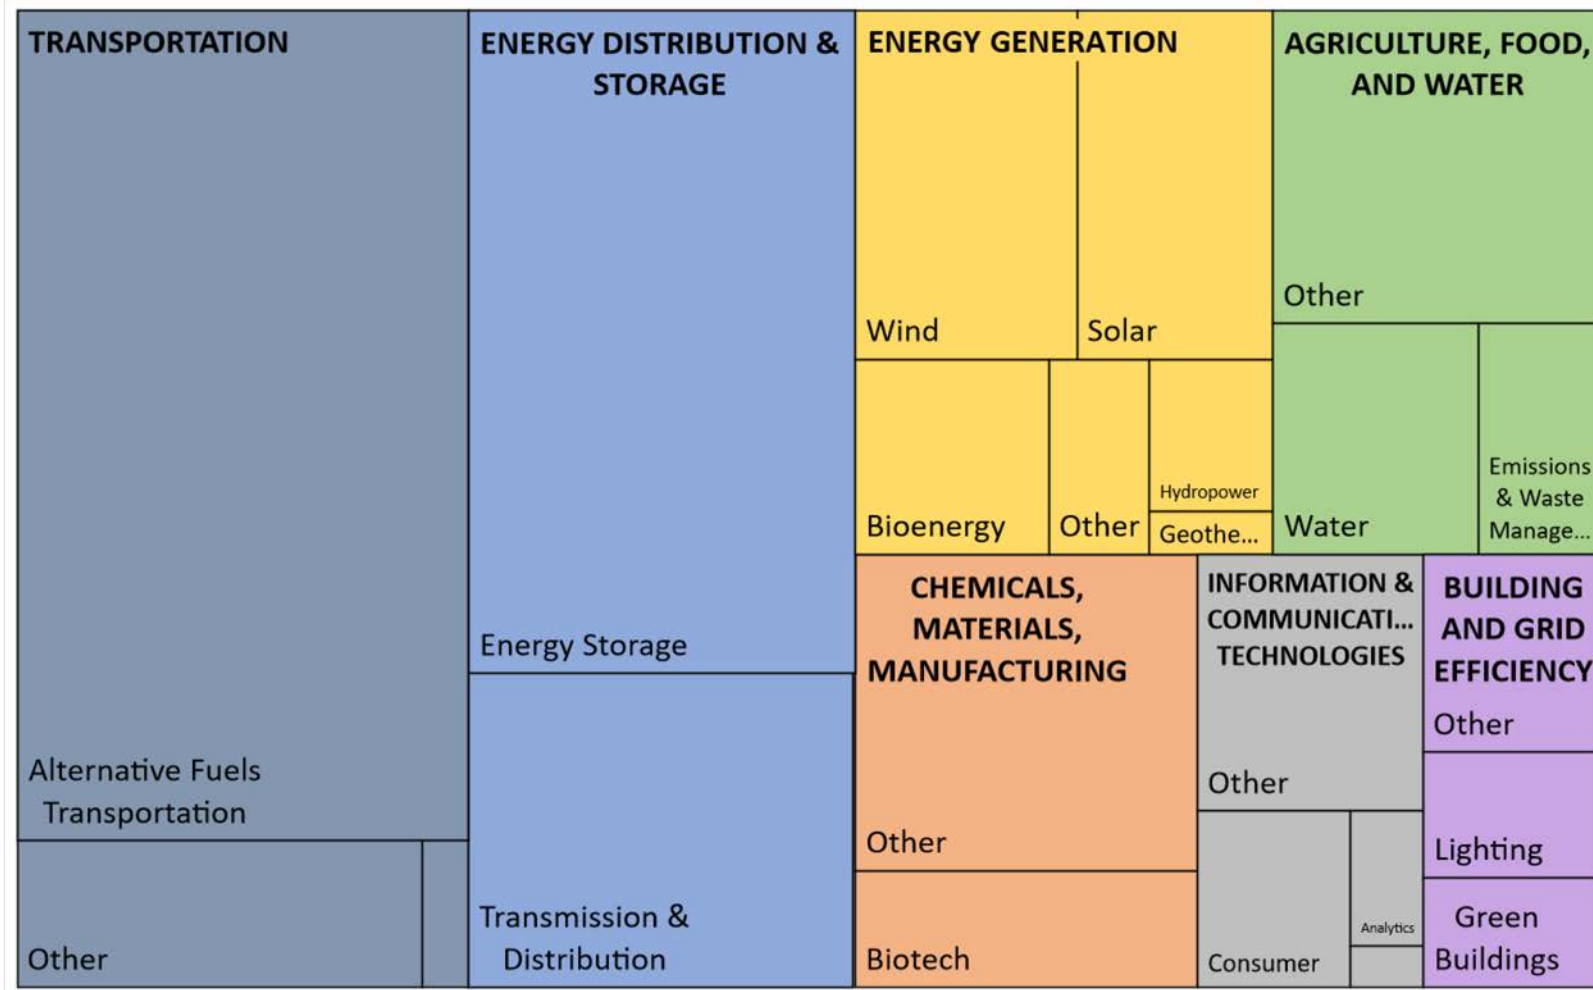 TRANSPORTATION
Alternative Fuels
Transportation
Other
ENERGY DISTRIBUTION &
STORAGE
Energy Storage
Transmission &
Distribution
ENERGY GENERATION
Wind
Solar
Bioenergy
Other
Hydropower
Geothe...
AGRICULTURE, FOOD,
AND WATER
Other
Water
Emissions
& Waste
Manage...
CHEMICALS,
MATERIALS,
MANUFACTURING
Other
Biotech
INFORMATION &
COMMUNICATI...
TECHNOLOGIES
Other
Consumer
Analytics
BUILDING
AND GRID
EFFICIENCY
Other
Lighting
Green
Buildings